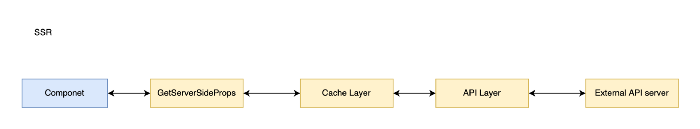 SSR
Componet
GetServerSideProps
Cache Layer
API Layer
External API server